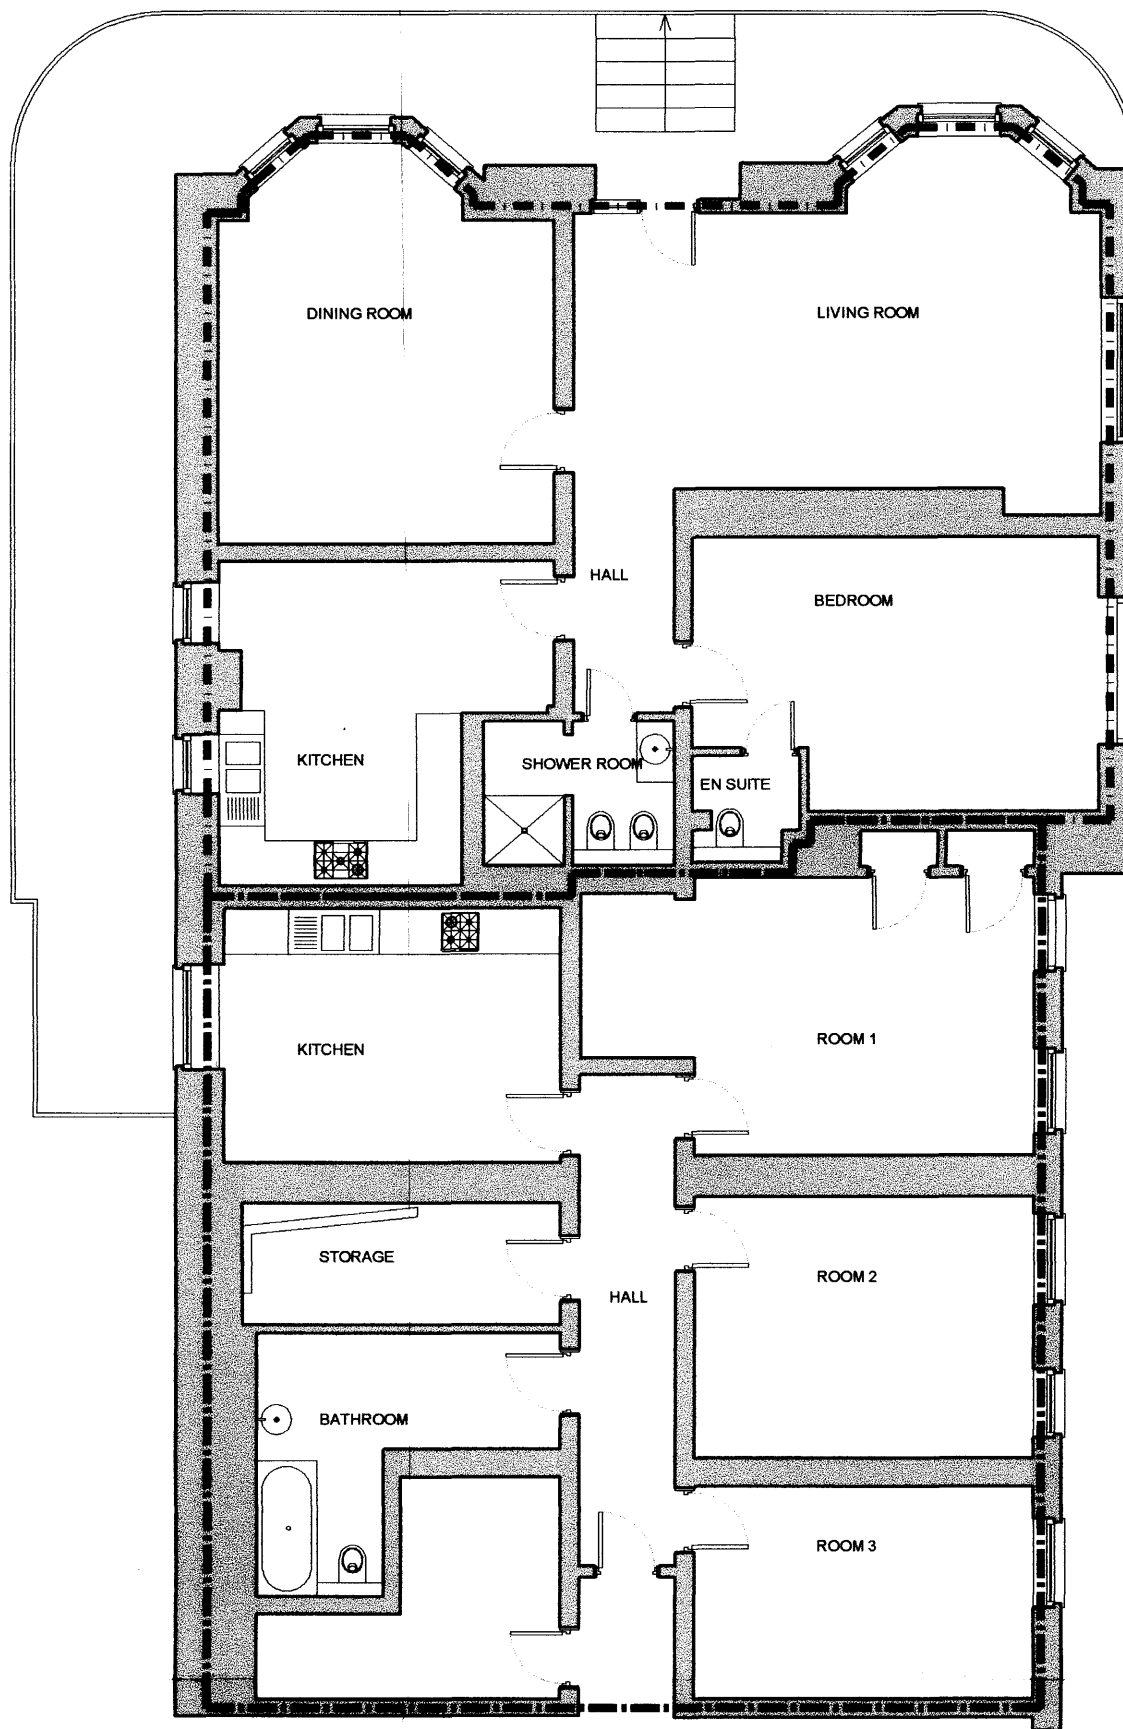 DINING ROOM
LIVING ROOM
HALL
BEDROOM
KITCHEN
SHOWER ROOM
EN SUITE
KITCHEN
ROOM 1
STORAGE
ROOM 2
HALL
BATHROOM
ROOM 3